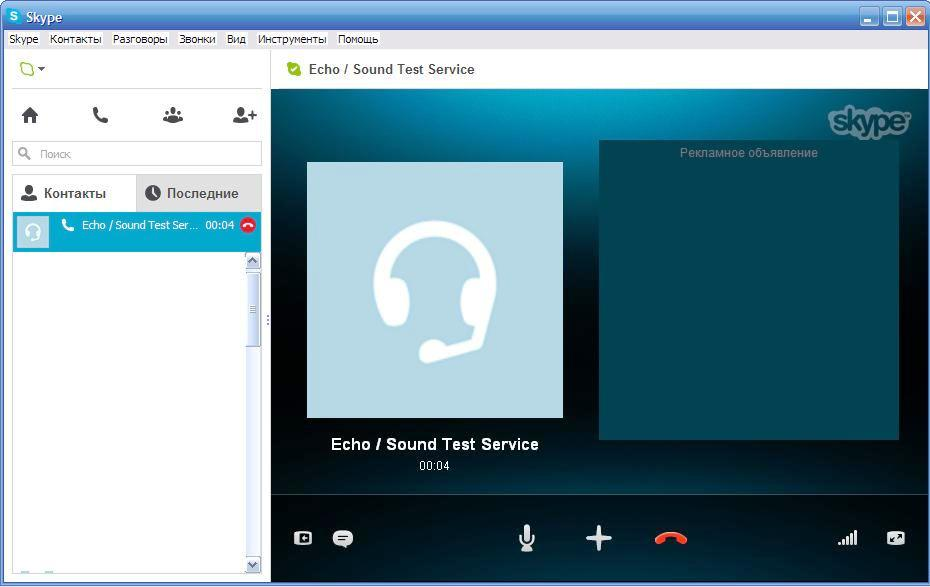 Skype
Skype Контакты Разговоры Звонки Вид Инструменты Помощь
Echo / Sound Test Service
skype
Рекламное объявление
Поиск
Контакты Последние
Echo / Sound Test Ser... 00:04
Echo / Sound Test Service
00:04